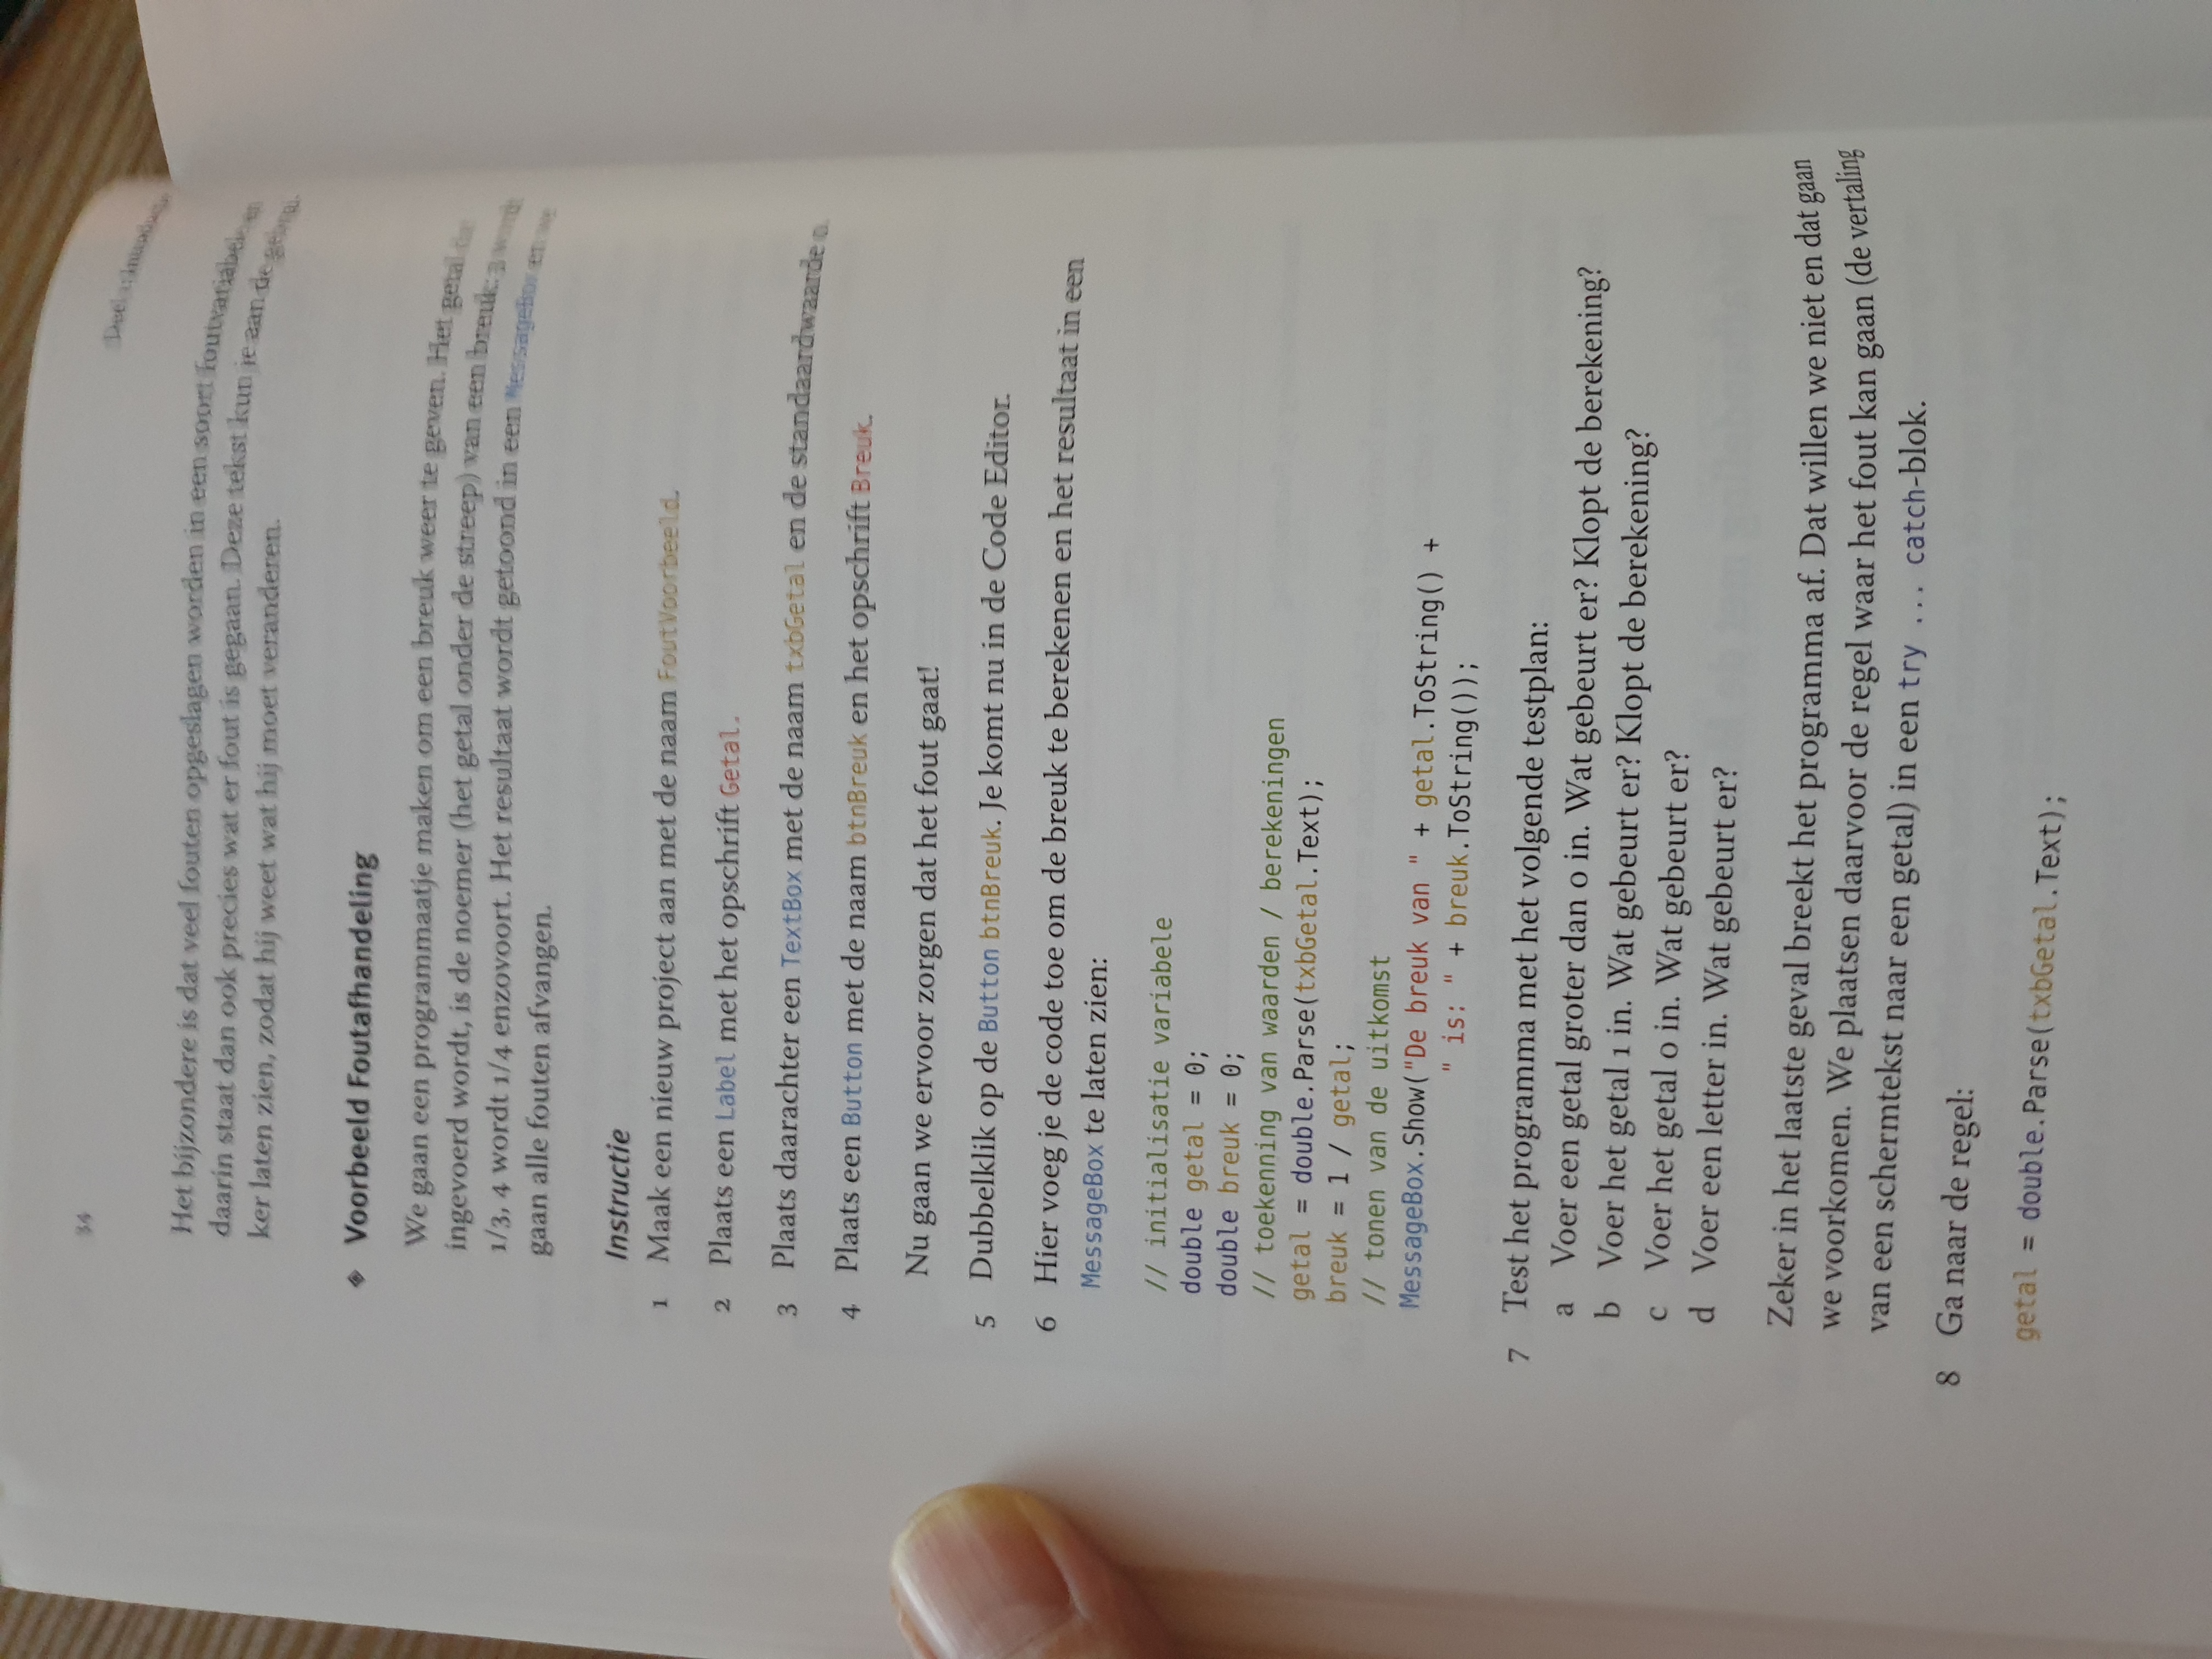 34
Het bijzondere is dat veel fouten opgeslagen worden in een soort foutvariabele en
daarin staat dan ook precies wat er fout is gegaan. Deze tekst kun je aan de gebrui-
ker laten zien, zodat hij weet wat hij moet veranderen.
Voorbeeld Foutafhandeling
We gaan een programmaatje maken om een breuk weer te geven. Het getal dat
ingevoerd wordt, is de noemer (het getal onder de streep) van een breuk: 3 wordt
1/3, 4 wordt 1/4 enzovoort. Het resultaat wordt getoond in een MessageBox en we
gaan alle fouten afvangen.
Instructie
1 Maak een nieuw project aan met de naam FoutVoorbeeld.
2 Plaats een Label met het opschrift Getal.
3 Plaats daarachter een TextBox met de naam txbGetal en de standaardwaarde 0.
4 Plaats een Button met de naam btnBreuk en het opschrift Breuk.
Nu gaan we ervoor zorgen dat het fout gaat!
5 Dubbelklik op de Button btnBreuk. Je komt nu in de Code Editor.
6 Hier voeg je de code toe om de breuk te berekenen en het resultaat in een
MessageBox te laten zien:
// initialisatie variabele
double getal = 0;
double breuk = 0;
// toekenning van waarden / berekeningen
getal = double.Parse(txbGetal.Text);
breuk = 1 / getal;
// tonen van de uitkomst
MessageBox.Show("De breuk van " + getal.ToString() +
" is: " + breuk.ToString());
7 Test het programma met het volgende testplan:
a Voer een getal groter dan 0 in. Wat gebeurt er? Klopt de berekening?
b Voer het getal 1 in. Wat gebeurt er? Klopt de berekening?
c Voer het getal 0 in. Wat gebeurt er?
d Voer een letter in. Wat gebeurt er?
Zeker in het laatste geval breekt het programma af. Dat willen we niet en dat gaan
we voorkomen. We plaatsen daarvoor de regel waar het fout kan gaan (de vertaling
van een schermtekst naar een getal) in een try ... catch-blok.
8 Ga naar de regel:
getal = double.Parse(txbGetal.Text);